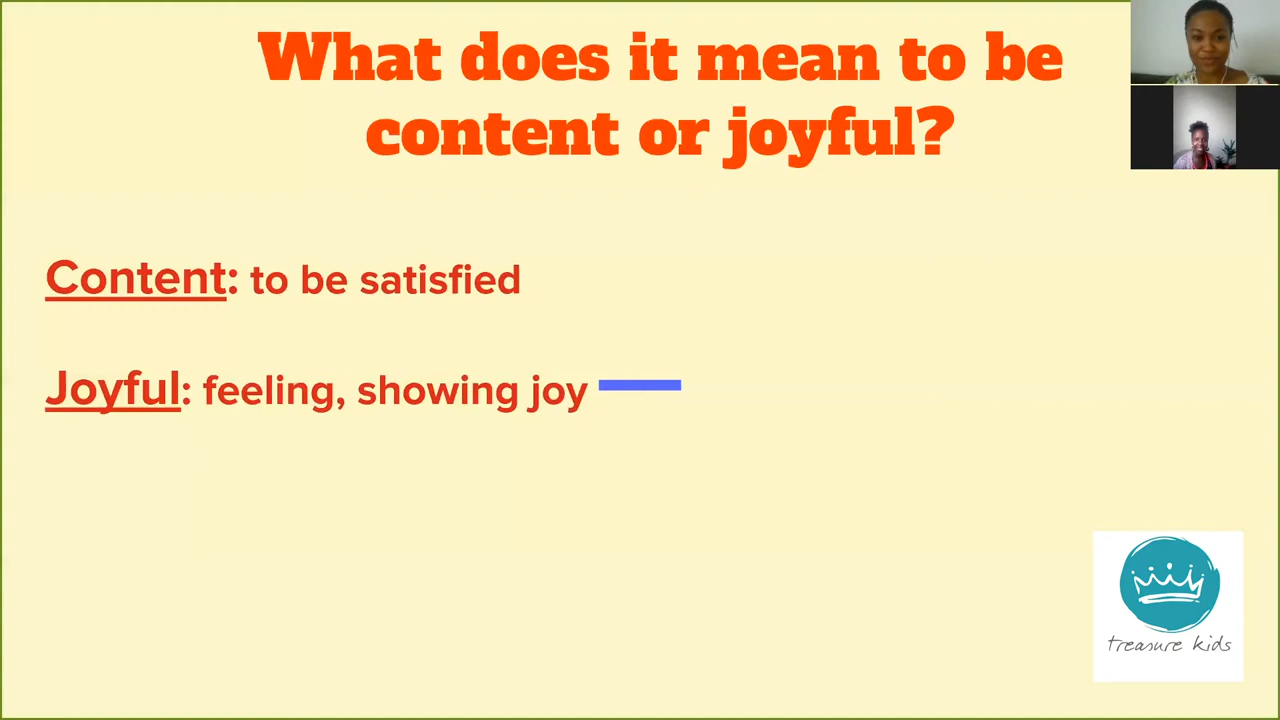 What does it mean to be
content or joyful?
Content: to be satisfied
Joyful: feeling, showing joy
treasure kids